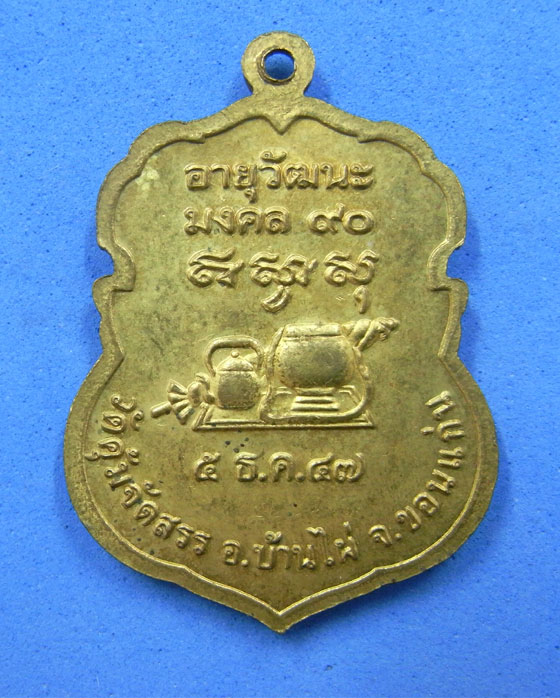 อายุวัฒนะ
มงคล ๙๐
๕ ธ.ค.๔๗
วัดคุ้มจัดสรร อ.บ้านไผ่ จ.ขอนแก่น